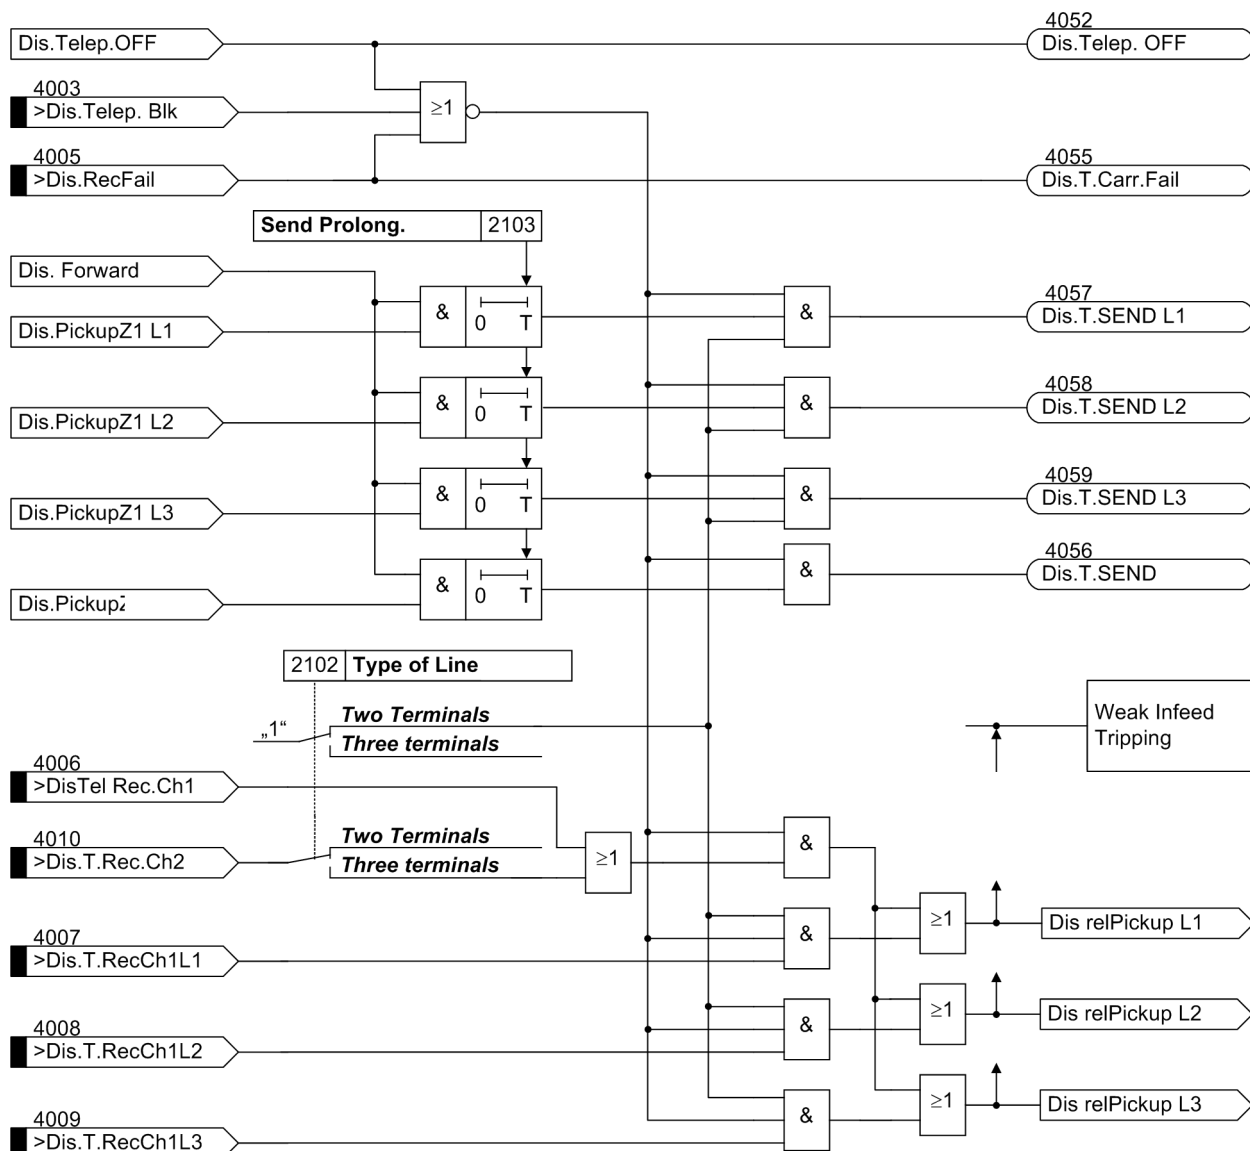 Dis.Telep.OFF
4052
Dis.Telep. OFF
4003
>Dis.Telep. Blk
≥1
4005
>Dis.RecFail
4055
Dis.T.Carr.Fail
Send Prolong. 2103
Dis. Forward
Dis.PickupZ1 L1
& 0 T
&
4057
Dis.T.SEND L1
Dis.PickupZ1 L2
& 0 T
&
4058
Dis.T.SEND L2
Dis.PickupZ1 L3
& 0 T
&
4059
Dis.T.SEND L3
Dis.Pickup
& 0 T
&
4056
Dis.T.SEND
2102 Type of Line
„1“
Two Terminals
Three terminals
Weak Infeed
Tripping
4006
>DisTel Rec.Ch1
4010
>Dis.T.Rec.Ch2
Two Terminals
Three terminals
≥1
&
4007
>Dis.T.RecCh1L1
&
≥1
Dis relPickup L1
4008
>Dis.T.RecCh1L2
&
≥1
Dis relPickup L2
4009
>Dis.T.RecCh1L3
&
≥1
Dis relPickup L3